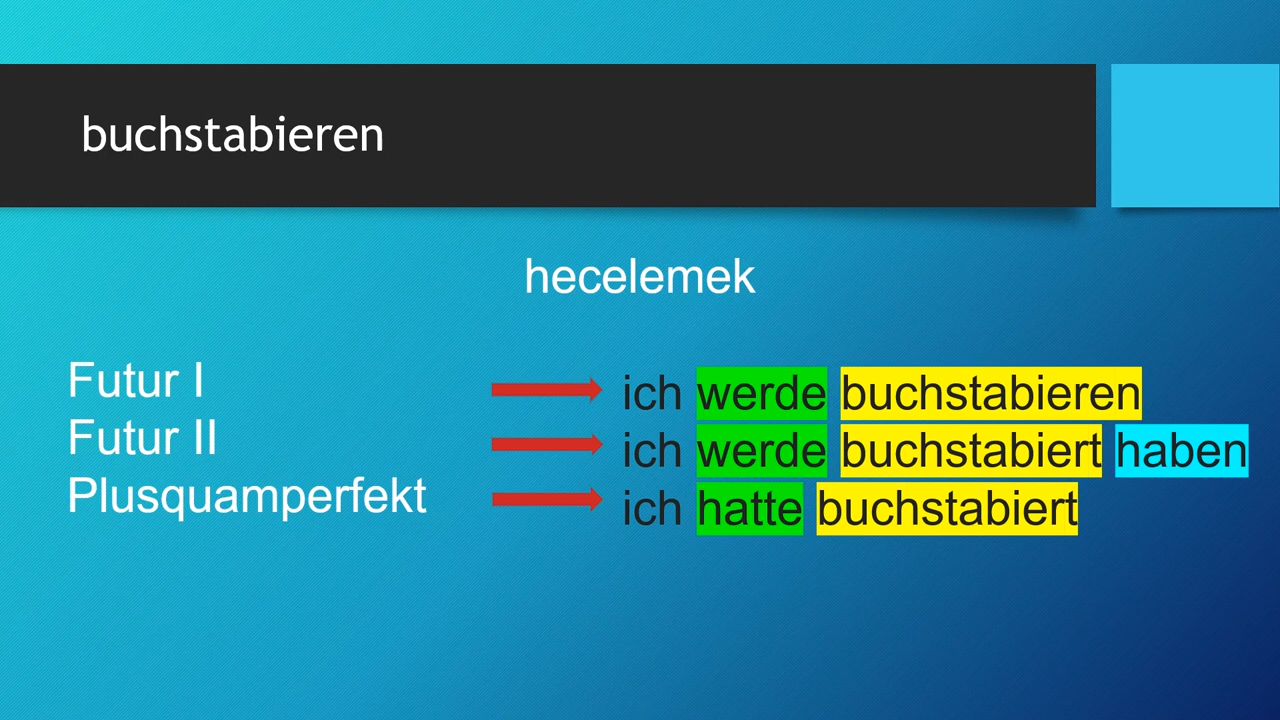 buchstabieren
hecelemek
Futur I
Futur II
Plusquamperfekt
ich werde buchstabieren
ich werde buchstabiert haben
ich hatte buchstabiert